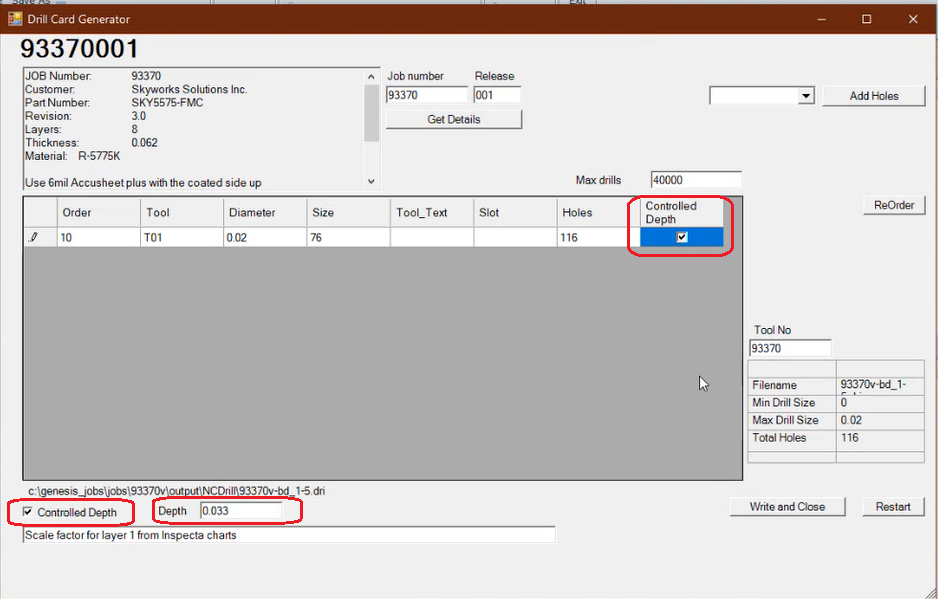 Save As
Exit
Drill Card Generator
93370001
JOB Number: 93370
Customer: Skyworks Solutions Inc.
Part Number: SKY5575-FMC
Revision: 3.0
Layers: 8
Thickness: 0.062
Material: R-5775K
Use 6mil Accusheet plus with the coated side up
Job number Release
93370 001
Get Details
Add Holes
Max drills 40000
ReOrder
Order Tool Diameter Size Tool_Text Slot Holes Controlled Depth
10 T01 0.02 76 116
Tool No
93370
Filename 93370v-bd_1-
Min Drill Size 0
Max Drill Size 0.02
Total Holes 116
c:\genesis_jobs\jobs\93370v\output\NCDrill\93370v-bd_1-5.dri
Controlled Depth Depth 0.033
Write and Close Restart
Scale factor for layer 1 from Inspecta charts